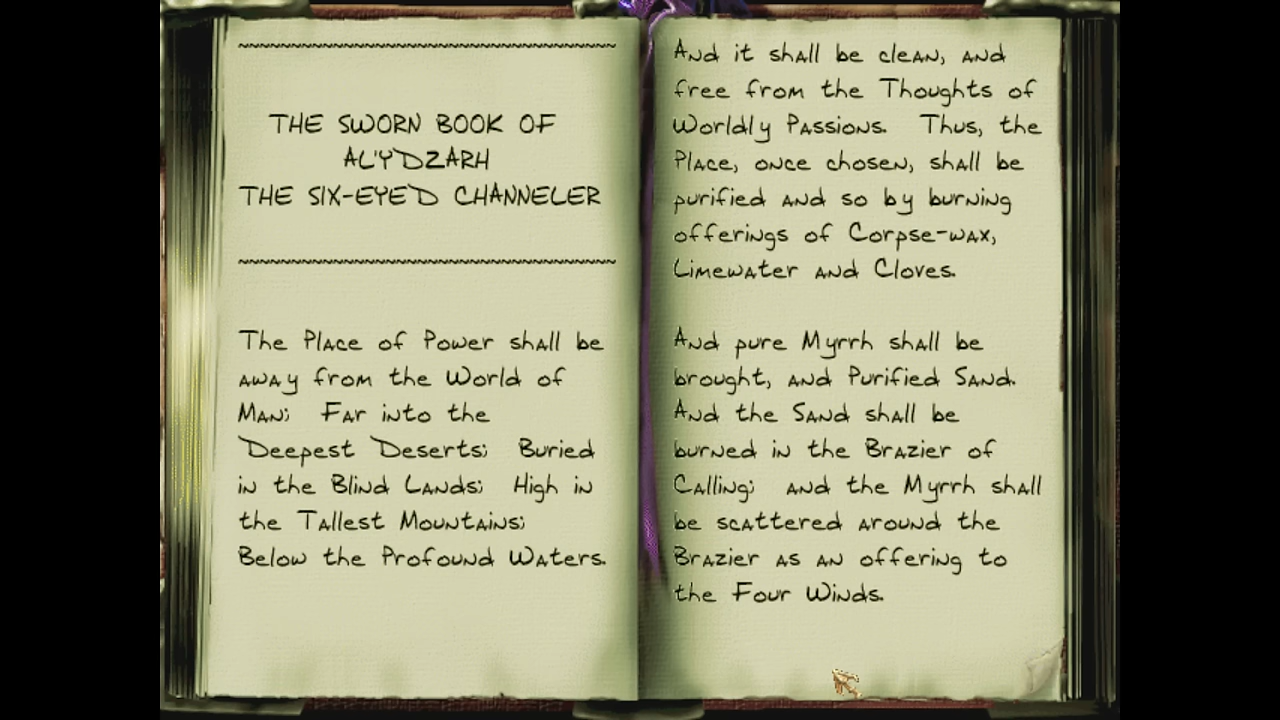 THE SWORN BOOK OF
AL'YDZARH
THE SIX-EYED CHANNELER
The Place of Power shall be
away from the World of
Man; Far into the
Deepest Deserts; Buried
in the Blind Lands; High in
the Tallest Mountains;
Below the Profound Waters.
And it shall be clean, and
free from the Thoughts of
Worldly Passions. Thus, the
Place, once chosen, shall be
purified and so by burning
offerings of Corpse-wax,
Limewater and Cloves.
And pure Myrrh shall be
brought, and Purified Sand.
And the Sand shall be
burned in the Brazier of
Calling; and the Myrrh shall
be scattered around the
Brazier as an offering to
the Four Winds.